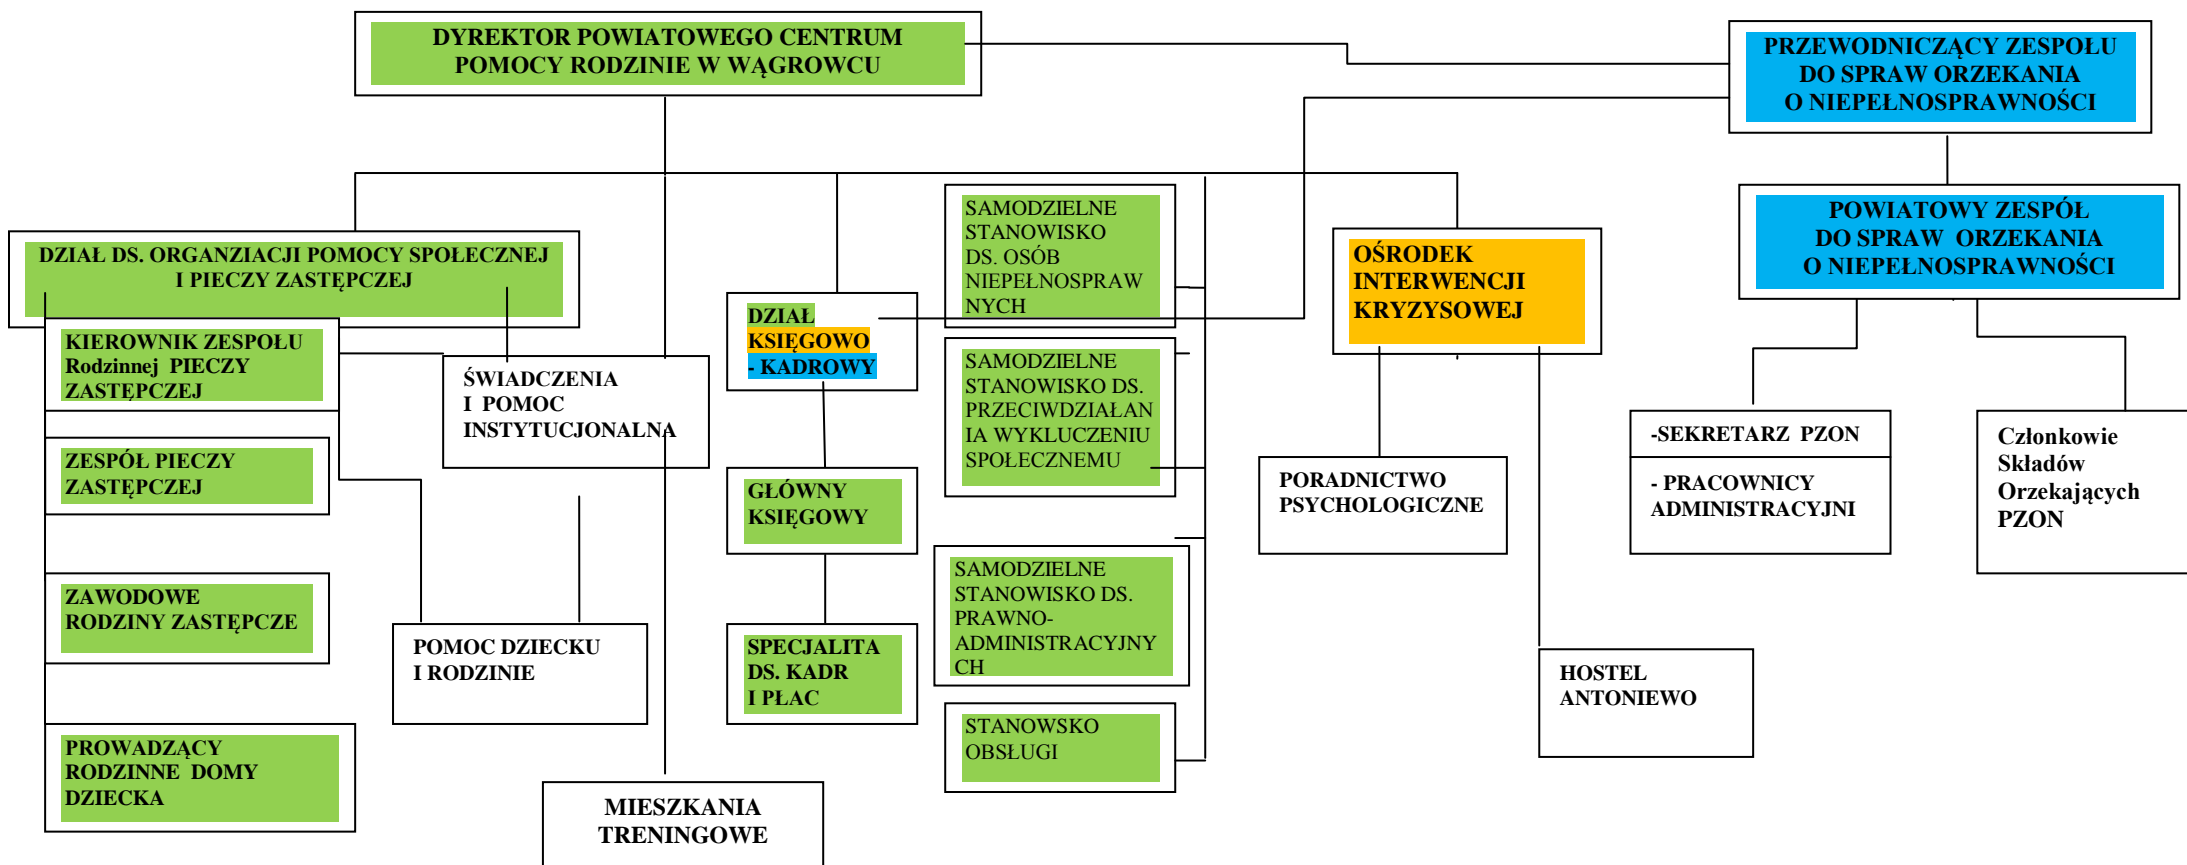 DYREKTOR POWIATOWEGO CENTRUM
POMOCY RODZINIE W WĄGROWCU
PRZEWODNICZĄCY ZESPOŁU
DO SPRAW ORZEKANIA
O NIEPEŁNOSPRAWNOŚCI
DZIAŁ DS. ORGANZIACJI POMOCY SPOŁECZNEJ
I PIECZY ZASTĘPCZEJ
KIEROWNIK ZESPOŁU
Rodzinnej PIECZY
ZASTĘPCZEJ
ZESPÓŁ PIECZY
ZASTĘPCZEJ
ZAWODOWE
RODZINY ZASTĘPCZE
PROWADZĄCY
RODZINNE DOMY
DZIECKA
ŚWIADCZENIA
I POMOC
INSTYTUCJONALNA
POMOC DZIECKU
I RODZINIE
MIESZKANIA
TRENINGOWE
DZIAŁ
KSIĘGOWO
- KADROWY
GŁÓWNY
KSIĘGOWY
SPECJALITA
DS. KADR
I PŁAC
SAMODZIELNE
STANOWISKO
DS. OSÓB
NIEPEŁNOSPRAW
NYCH
SAMODZIELNE
STANOWISKO DS.
PRZECIWDZIAŁAN
IA WYKLUCZENIU
SPOŁECZNEMU
SAMODZIELNE
STANOWISKO DS.
PRAWNO-
ADMINISTRACYJNY
CH
STANOWSKO
OBSŁUGI
OŚRODEK
INTERWENCJI
KRYZYSOWEJ
PORADNICTWO
PSYCHOLOGICZNE
HOSTEL
ANTONIEWO
POWIATOWY ZESPÓŁ
DO SPRAW ORZEKANIA
O NIEPEŁNOSPRAWNOŚCI
-SEKRETARZ PZON
- PRACOWNICY
ADMINISTRACYJNI
Członkowie
Składów
Orzekających
PZON